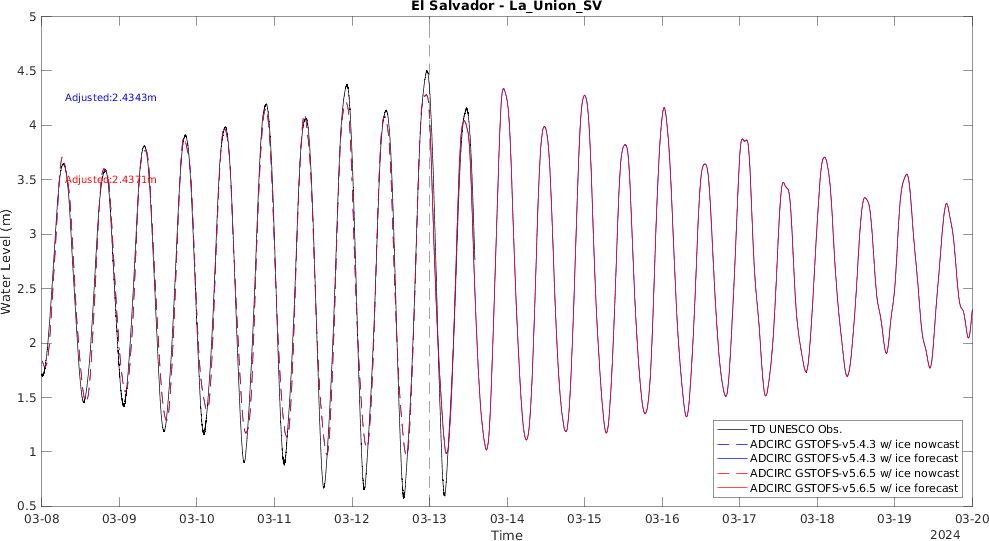 El Salvador - La_Union_SV
5
4.5
4
3.5
3
2.5
2
1.5
1
0.5
Water Level (m)
Adjusted:2.4343m
Adjusted:2.4371m
TD UNESCO Obs.
ADCIRC GSTOFS-v5.4.3 w/ ice nowcast
ADCIRC GSTOFS-v5.4.3 w/ ice forecast
ADCIRC GSTOFS-v5.6.5 w/ ice nowcast
ADCIRC GSTOFS-v5.6.5 w/ ice forecast
03-08 03-09 03-10 03-11 03-12 03-13 03-14 03-15 03-16 03-17 03-18 03-19 03-20
Time
2024